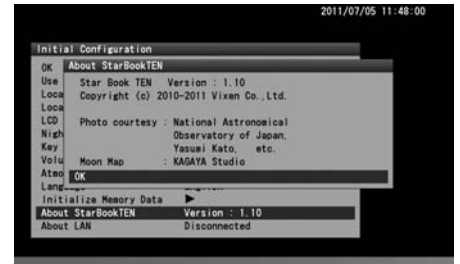 2011/07/05 11:48:00
Initial Configuration
OK
About StarBookTEN
Use
Star Book TEN Version : 1.10
Loca
Copyright (c) 2010-2011 Vixen Co.,Ltd.
Loca
LCD
Photo courtesy : National Astronomical
Nigh
Observatory of Japan.
Key
Yasumi Kato, etc.
Volu
Moon Map : KAGAYA Studio
Atmo
OK
Initialize Memory Data ▶
About StarBookTEN Version : 1.10
About LAN Disconnected